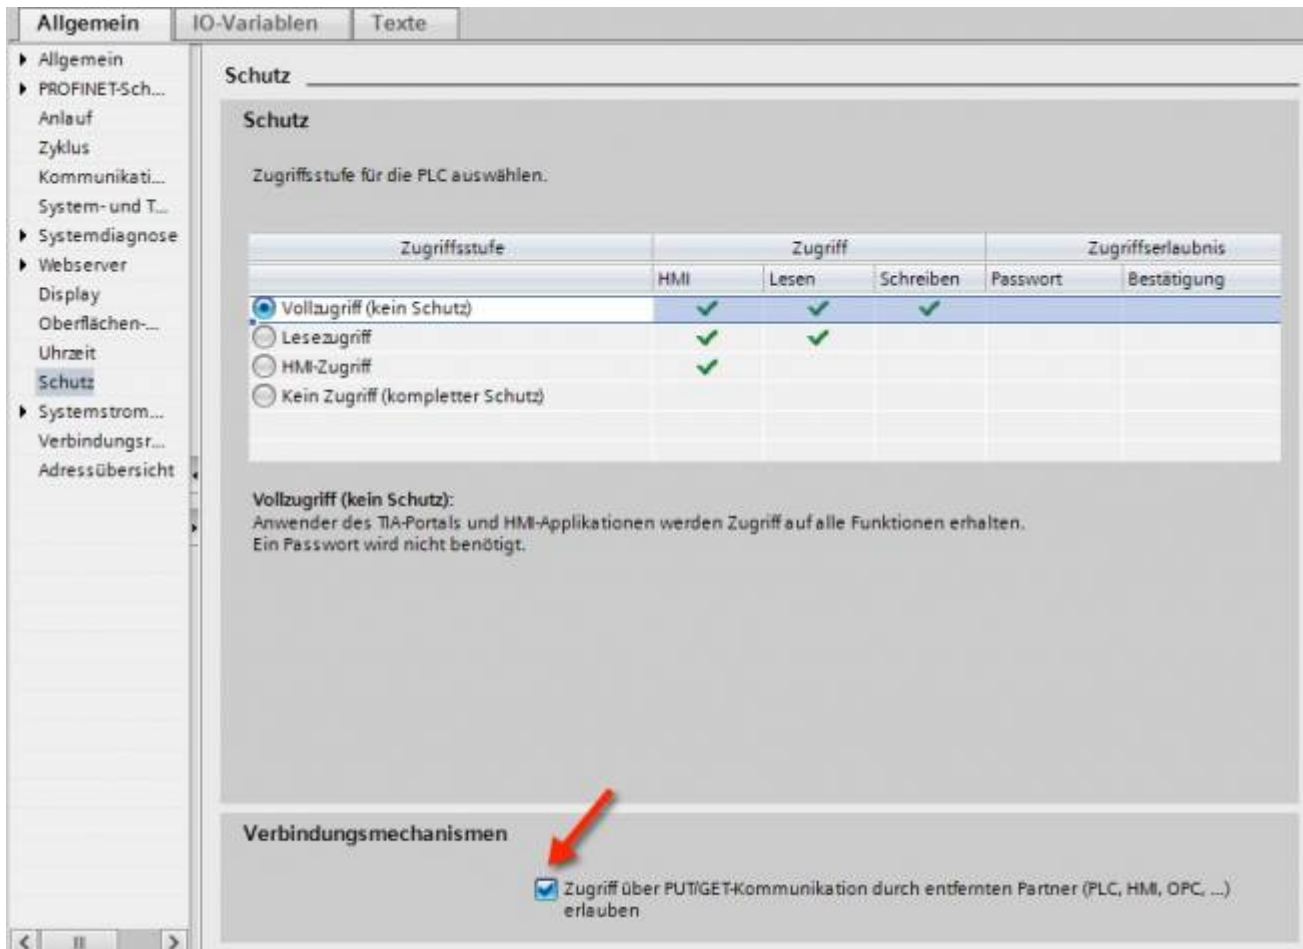 Allgemein
IO-Variablen
Texte
Allgemein
PROFINET-Sch...
Anlauf
Zyklus
Kommunikati...
System- und T...
Systemdiagnose
Webserver
Display
Oberflächen-...
Uhrzeit
Schutz
Systemstrom...
Verbindungsr...
Adressübersicht
Schutz
Schutz
Zugriffsstufe für die PLC auswählen.
Zugriffsstufe Zugriff Zugriffserlaubnis
HMI Lesen Schreiben Passwort Bestätigung
Vollzugriff (kein Schutz)
Lesezugriff
HMI-Zugriff
Kein Zugriff (kompletter Schutz)
Vollzugriff (kein Schutz):
Anwender des TIA-Portals und HMI-Applikationen werden Zugriff auf alle Funktionen erhalten.
Ein Passwort wird nicht benötigt.
Verbindungsmechanismen
Zugriff über PUT/GET-Kommunikation durch entfernten Partner (PLC, HMI, OPC, ...)
erlauben